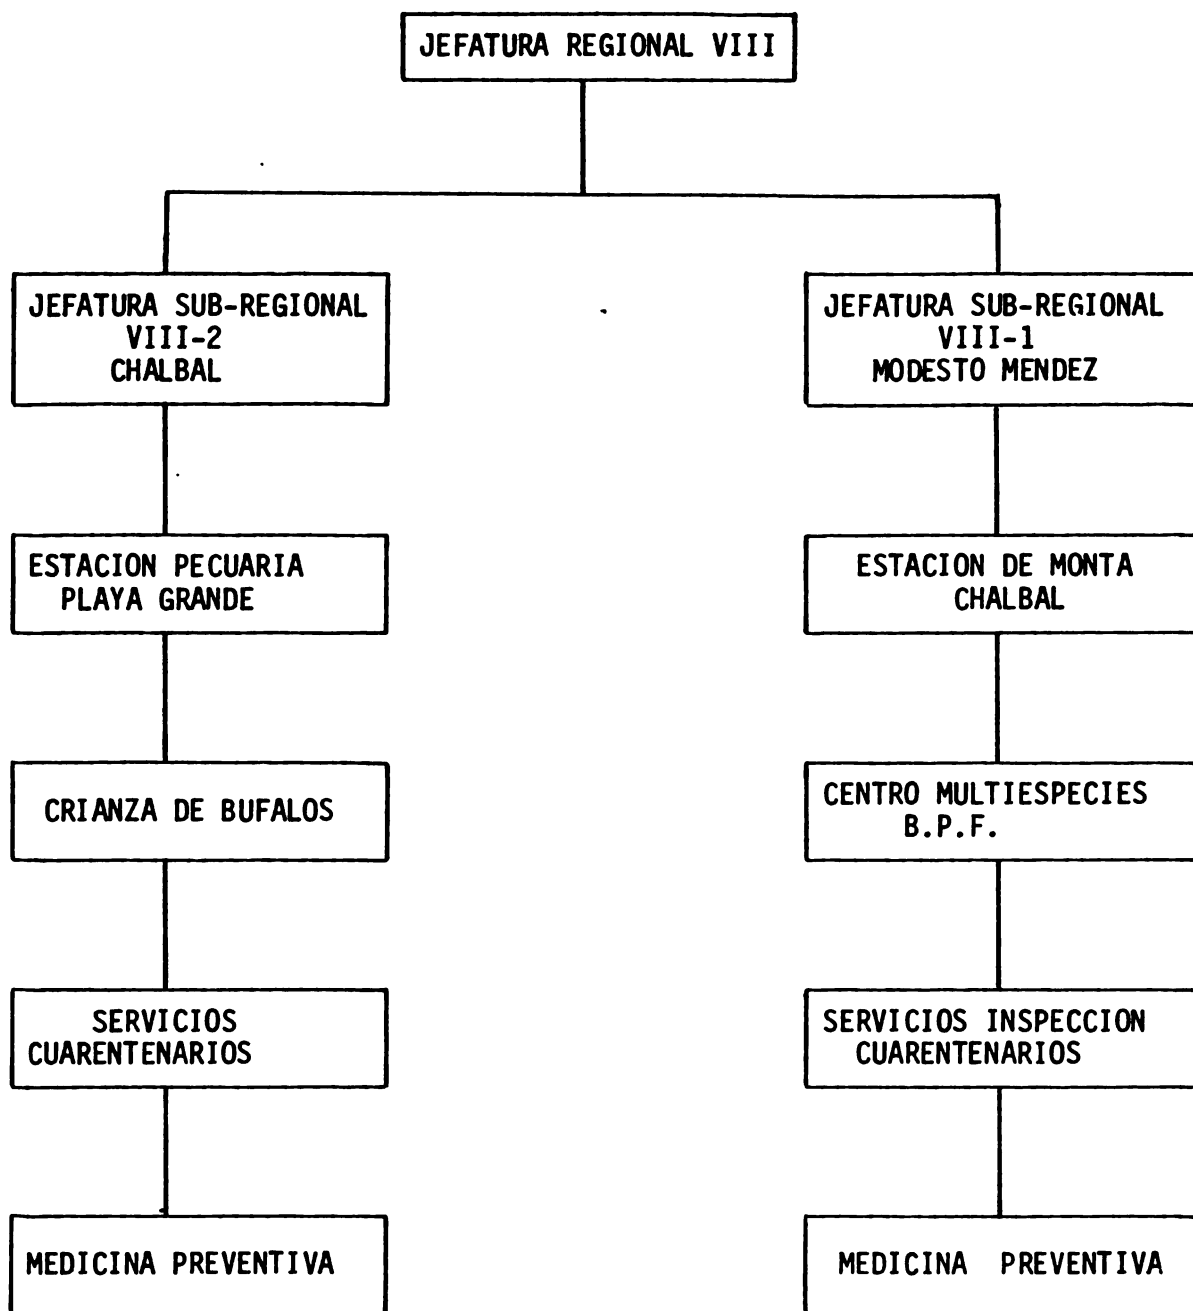 JEFATURA REGIONAL VIII
JEFATURA SUB-REGIONAL
VIII-2
CHALBAL
JEFATURA SUB-REGIONAL
VIII-1
MODESTO MENDEZ
ESTACION PECUARIA
PLAYA GRANDE
ESTACION DE MONTA
CHALBAL
CRIANZA DE BUFALOS
CENTRO MULTIESPECIES
B.P.F.
SERVICIOS
CUARENTENARIOS
SERVICIOS INSPECCION
CUARENTENARIOS
MEDICINA PREVENTIVA
MEDICINA PREVENTIVA